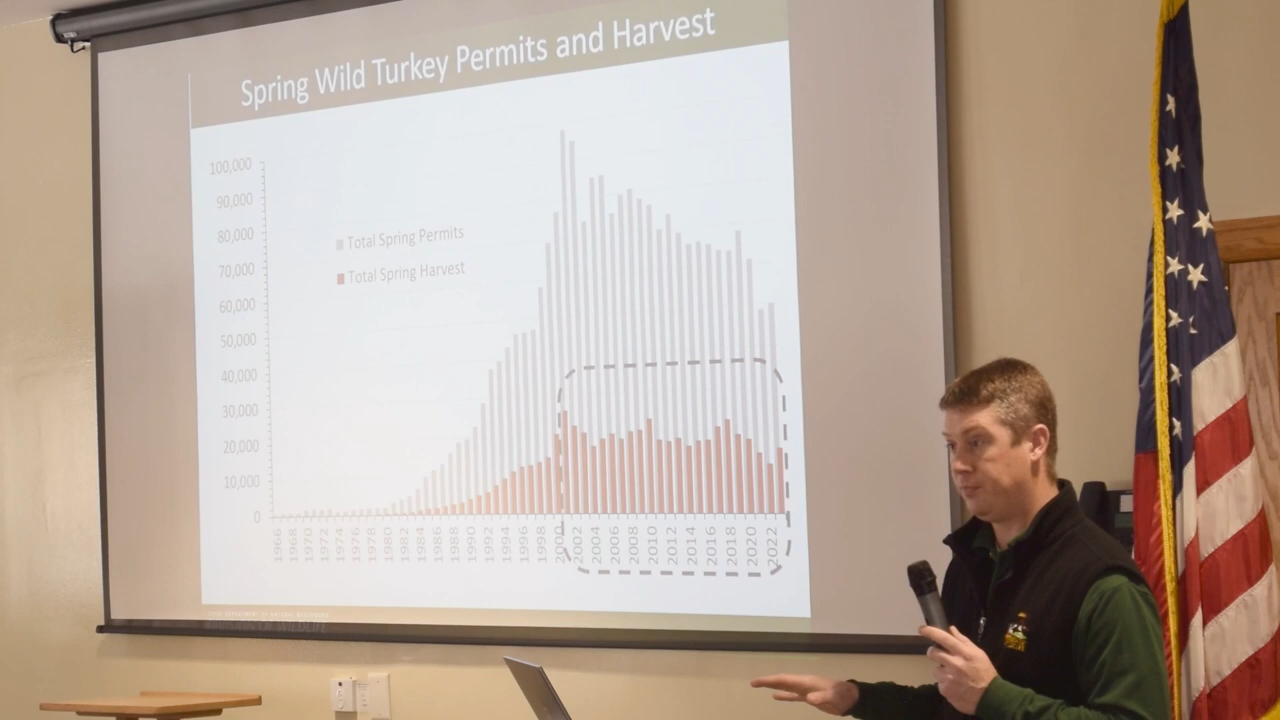 Spring Wild Turkey Permits and Harvest
100,000
90,000
80,000
70,000
60,000
50,000
40,000
30,000
20,000
10,000
0
Total Spring Permits
Total Spring Harvest
1966 1968 1970 1972 1974 1976 1978 1980 1982 1984 1986 1988 1990 1992 1994 1996 1998 2000 2002 2004 2006 2008 2010 2012 2014 2016 2018 2020 2022
DIVISION OF WILDLIFE